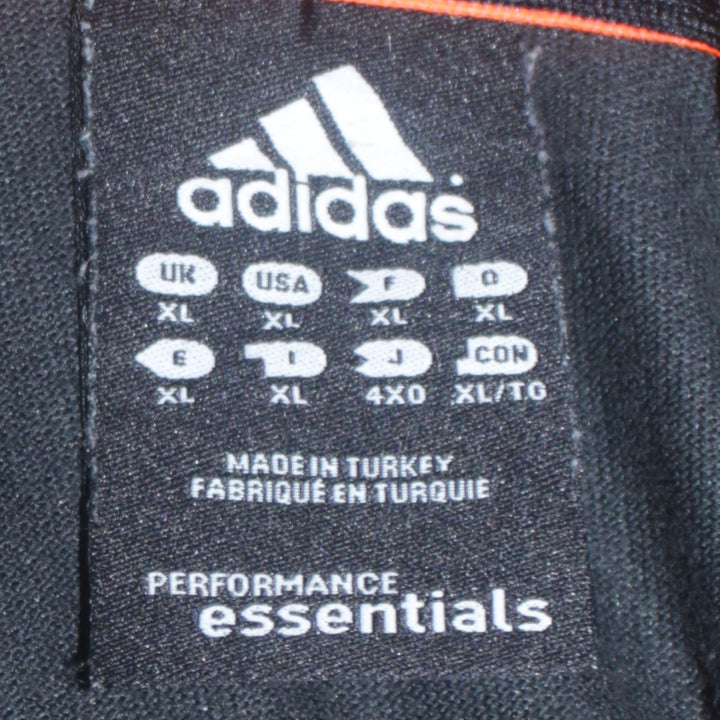 adidas
UK USA F D
XL XL XL XL
E I J CON
XL XL 4XO XL/TG
MADE IN TURKEY
FABRIQUÉ EN TURQUIE
PERFORMANCE
essentials